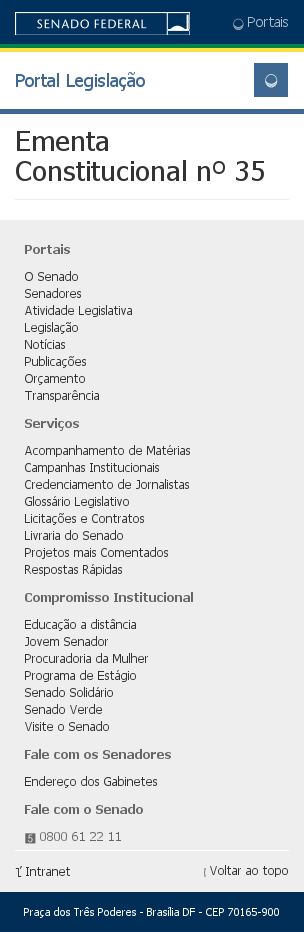 SENADO FEDERAL
Portais
Portal Legislação
Ementa
Constitucional nº 35
Portais
O Senado
Senadores
Atividade Legislativa
Legislação
Notícias
Publicações
Orçamento
Transparência
Serviços
Acompanhamento de Matérias
Campanhas Institucionais
Credenciamento de Jornalistas
Glossário Legislativo
Licitações e Contratos
Livraria do Senado
Projetos mais Comentados
Respostas Rápidas
Compromisso Institucional
Educação a distância
Jovem Senador
Procuradoria da Mulher
Programa de Estágio
Senado Solidário
Senado Verde
Visite o Senado
Fale com os Senadores
Endereço dos Gabinetes
Fale com o Senado
0800 61 22 11
Intranet
Voltar ao topo
Praça dos Três Poderes - Brasília DF - CEP 70165-900